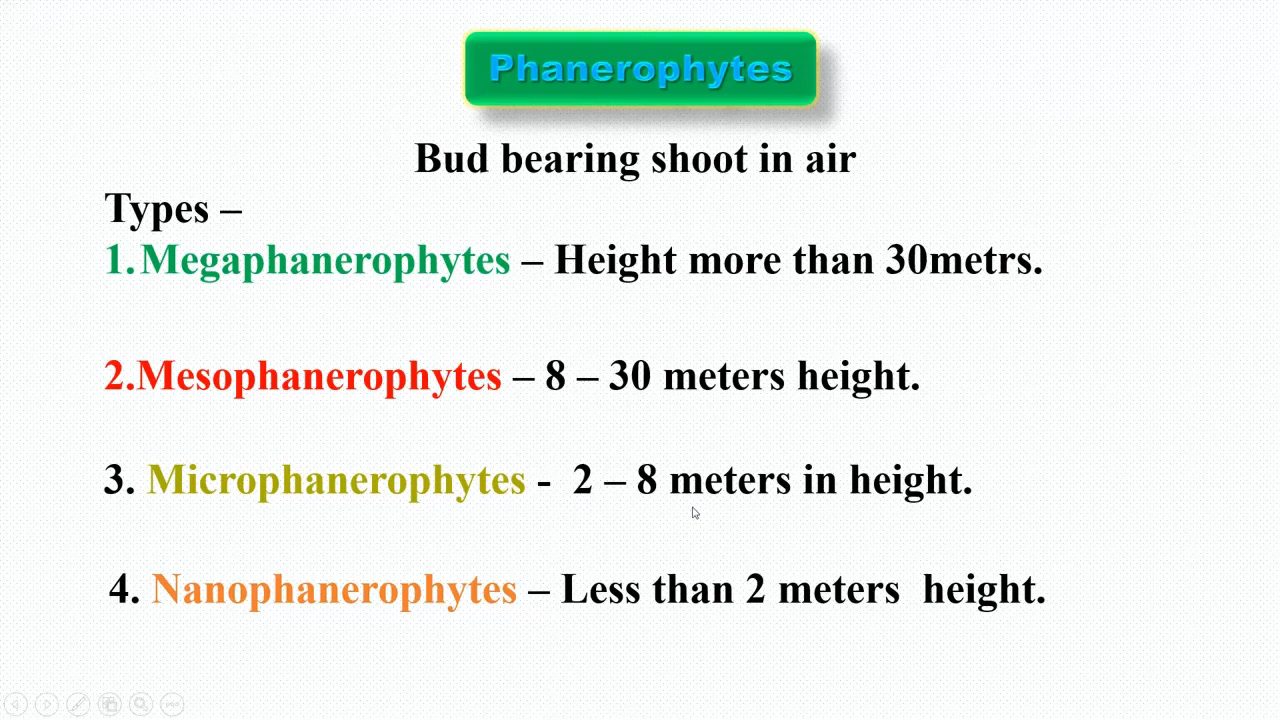 Phanerophytes
Bud bearing shoot in air
Types –
1.Megaphanerophytes – Height more than 30metrs.
2.Mesophanerophytes – 8 – 30 meters height.
3. Microphanerophytes - 2 – 8 meters in height.
4. Nanophanerophytes – Less than 2 meters height.